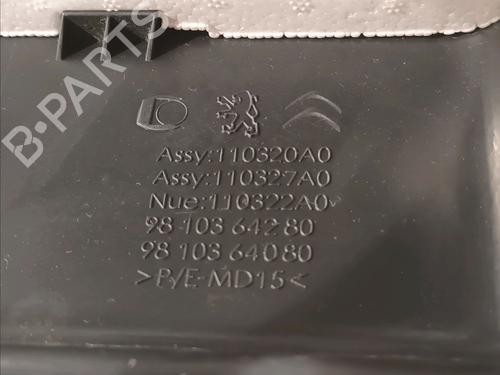 Assy:110320A0
Assy:110327A0
Nue:110322A0
98 103 642 80
98 103 640 80
>P/E-MD15<
B-PARTS